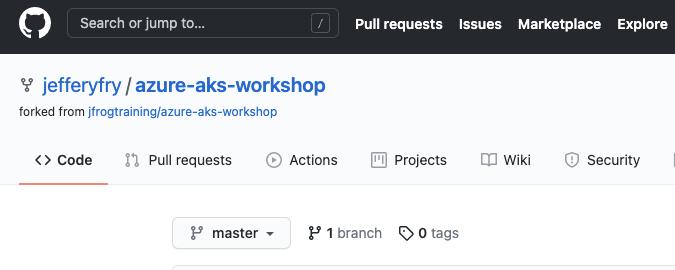 Search or jump to... /
Pull requests Issues Marketplace Explore
jefferyfry / azure-aks-workshop
forked from jfrogtraining/azure-aks-workshop
Code Pull requests Actions Projects Wiki Security
master 1 branch 0 tags